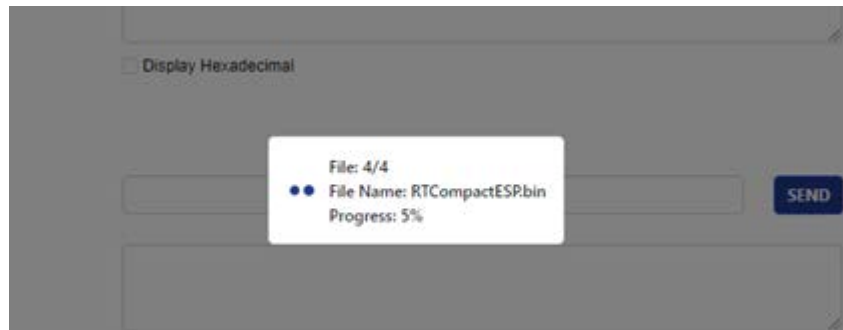 Display Hexadecimal
File: 4/4
File Name: RTCompactESP.bin
Progress: 5%
SEND